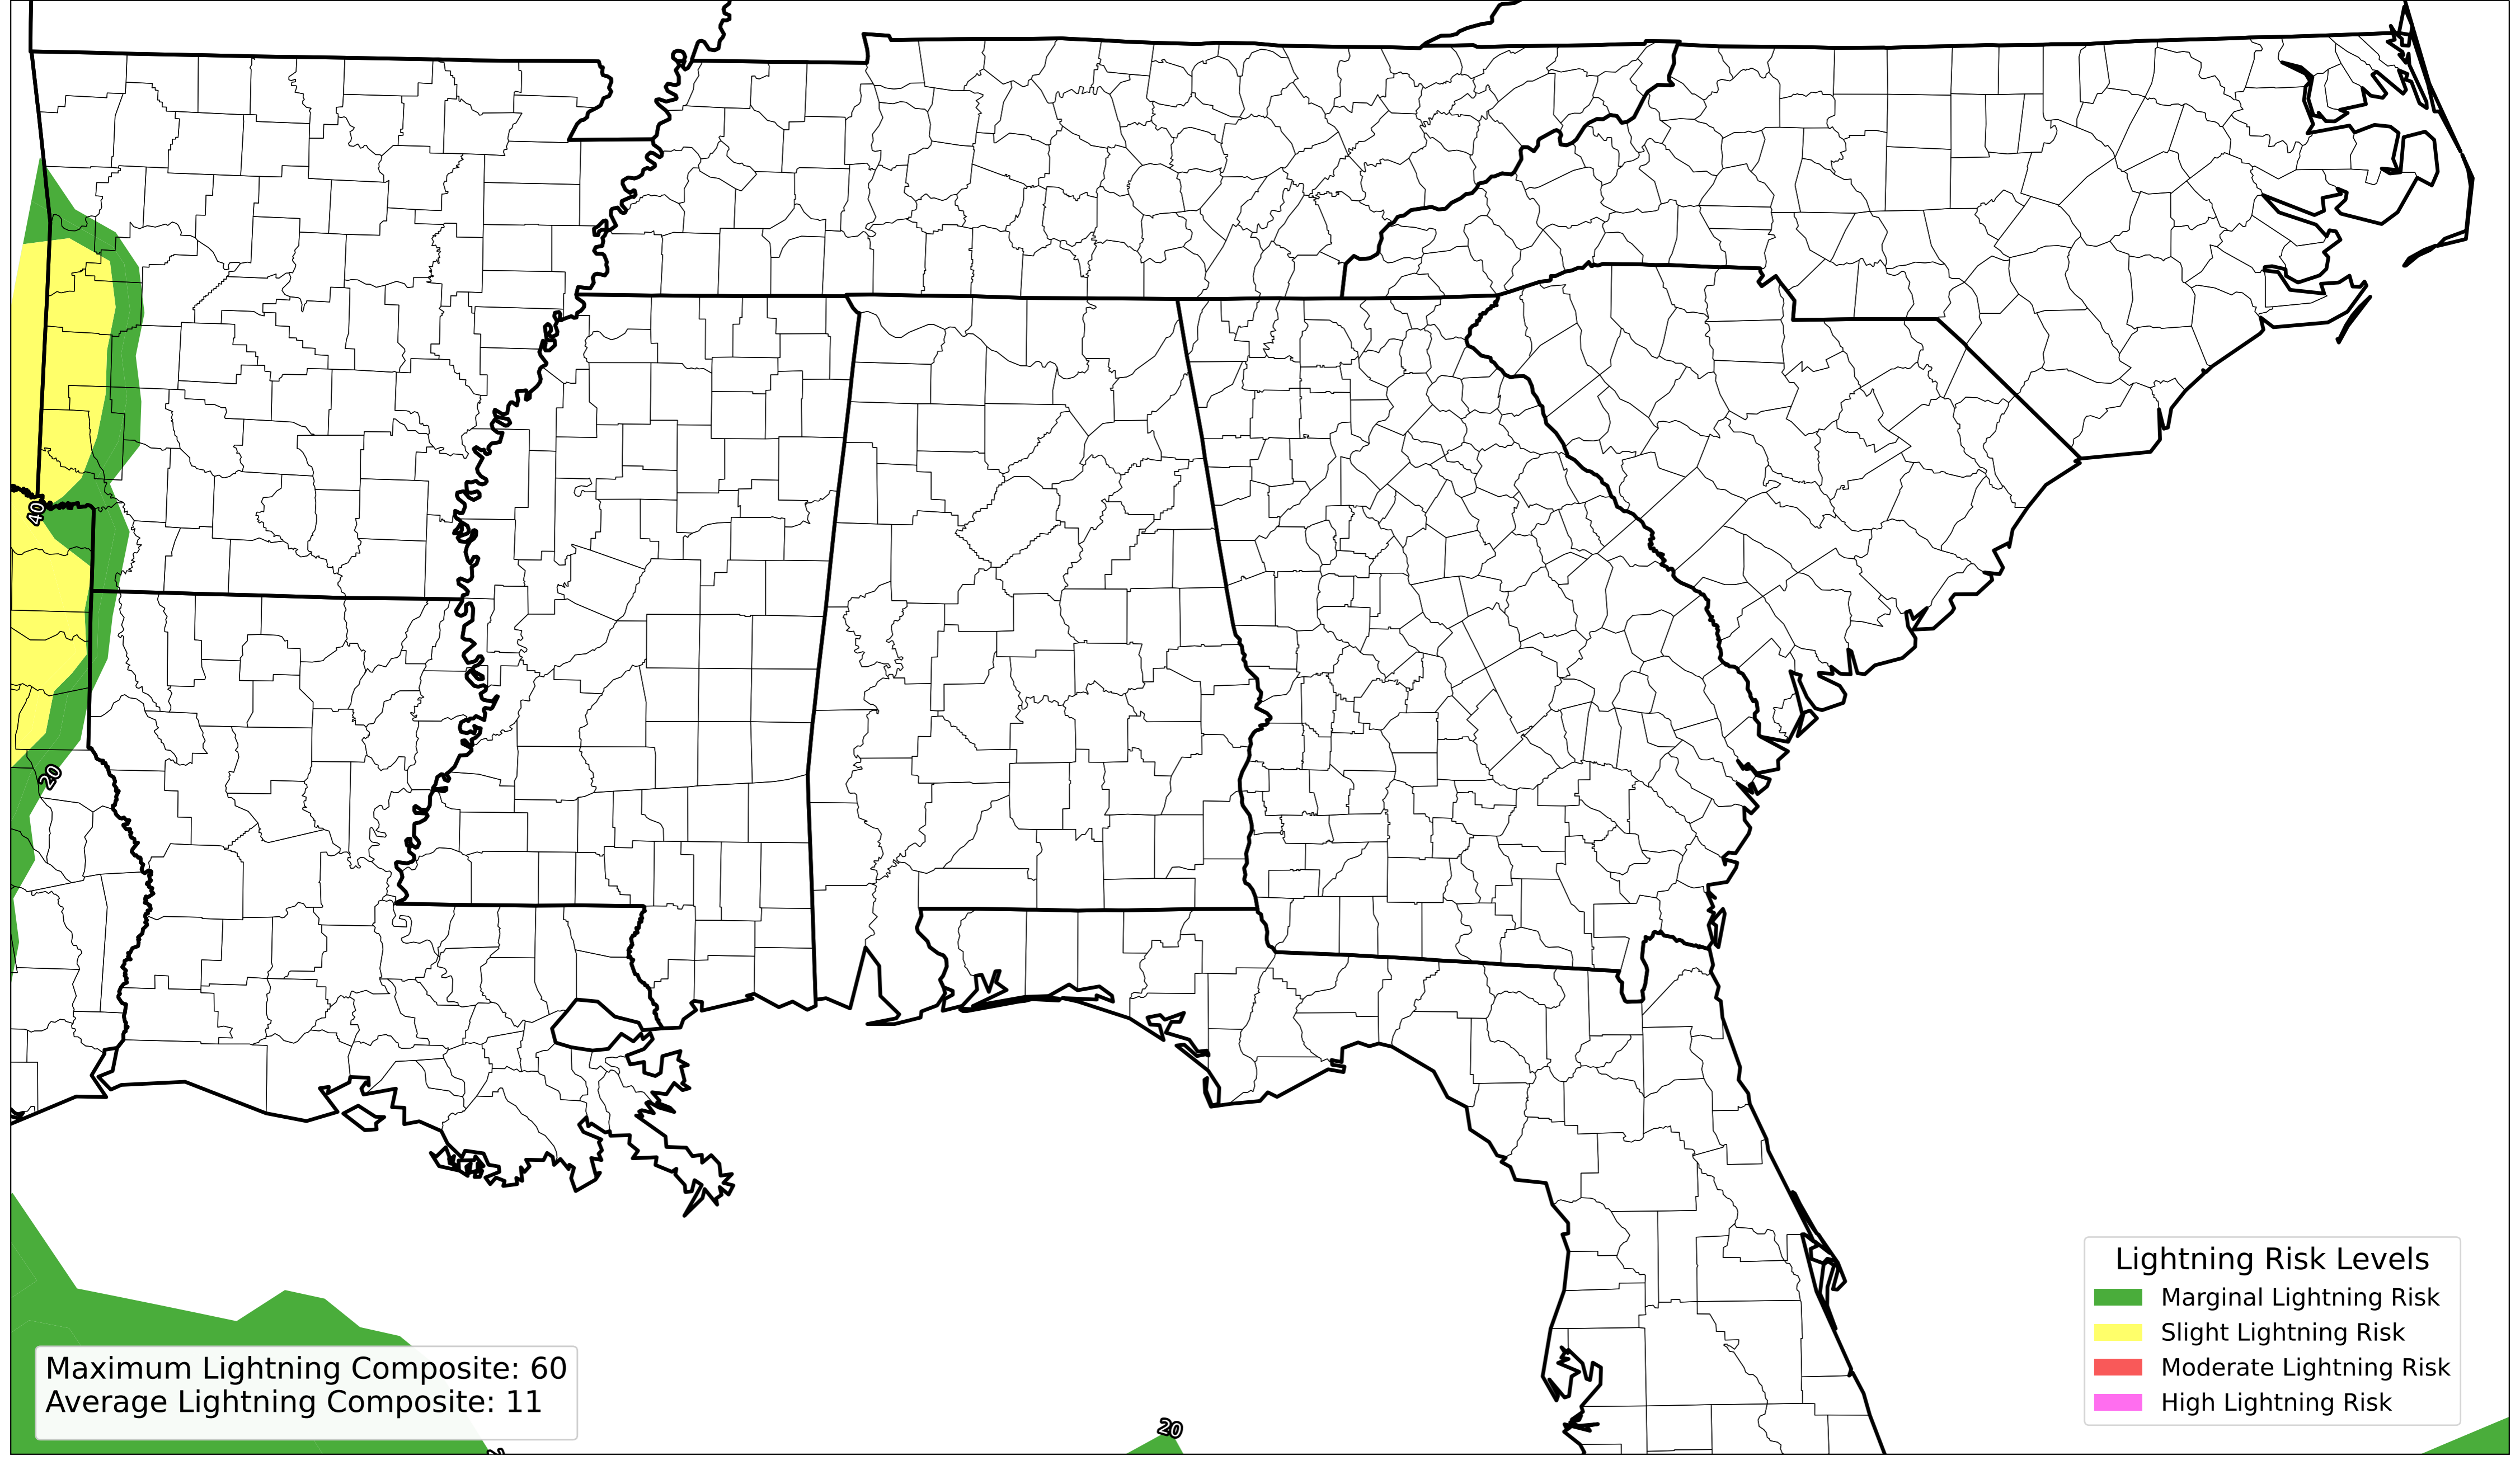 40
20
20
Maximum Lightning Composite: 60
Average Lightning Composite: 11
Lightning Risk Levels
Marginal Lightning Risk
Slight Lightning Risk
Moderate Lightning Risk
High Lightning Risk